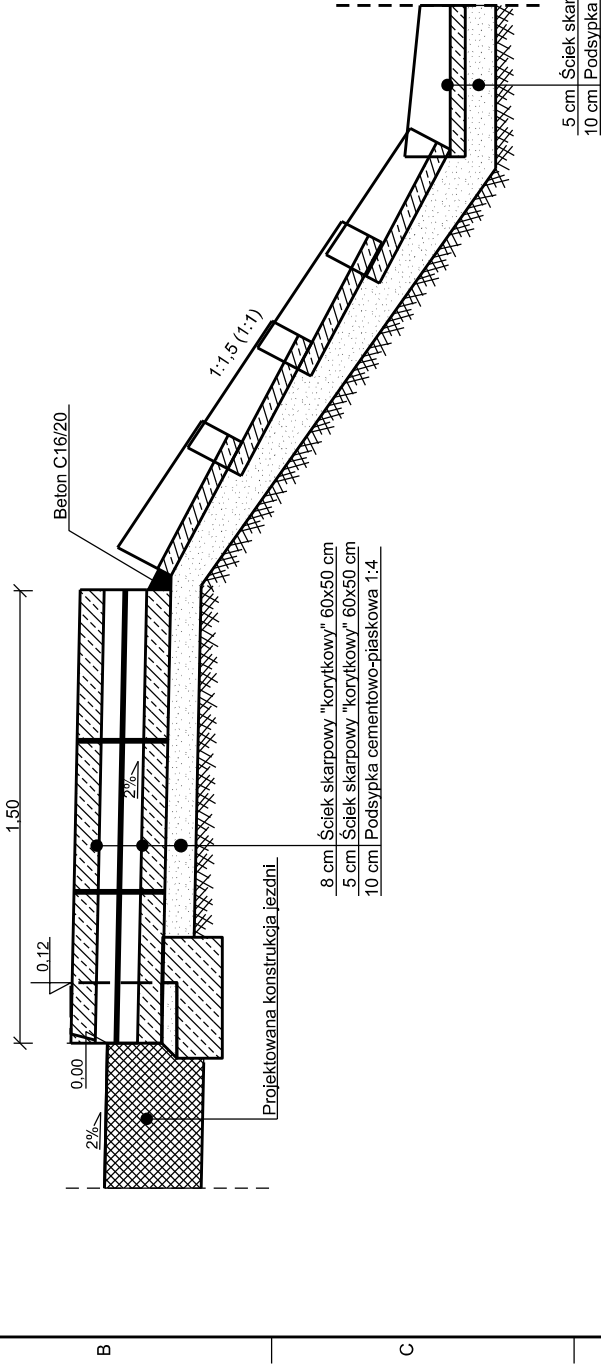 1,50
0,12
0,00
2%
2%
Beton C16/20
1:1,5 (1:1)
Projektowana konstrukcja jezdni
8 cm Ściek skarpowy "korytkowy" 60x50 cm
5 cm Ściek skarpowy "korytkowy" 60x50 cm
10 cm Podsypka cementowo-piaskowa 1:4
5 cm Ściek skar
10 cm Podsypka
B
C